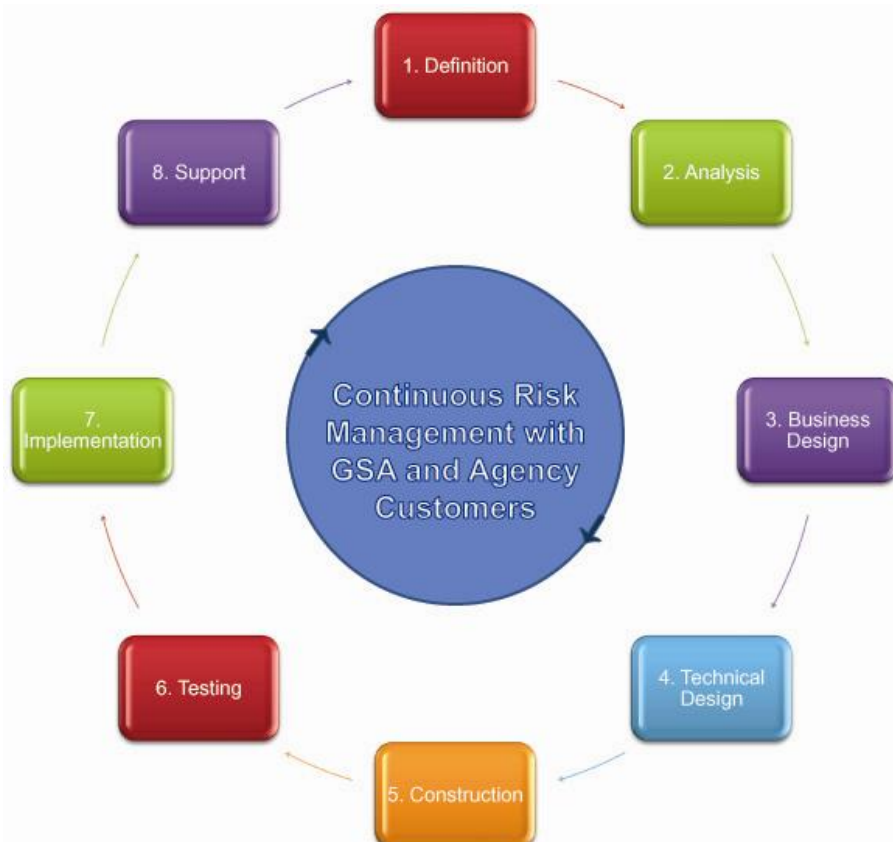 1. Definition
2. Analysis
3. Business
Design
4. Technical
Design
5. Construction
6. Testing
7.
Implementation
8. Support
Continuous Risk
Management with
GSA and Agency
Customers